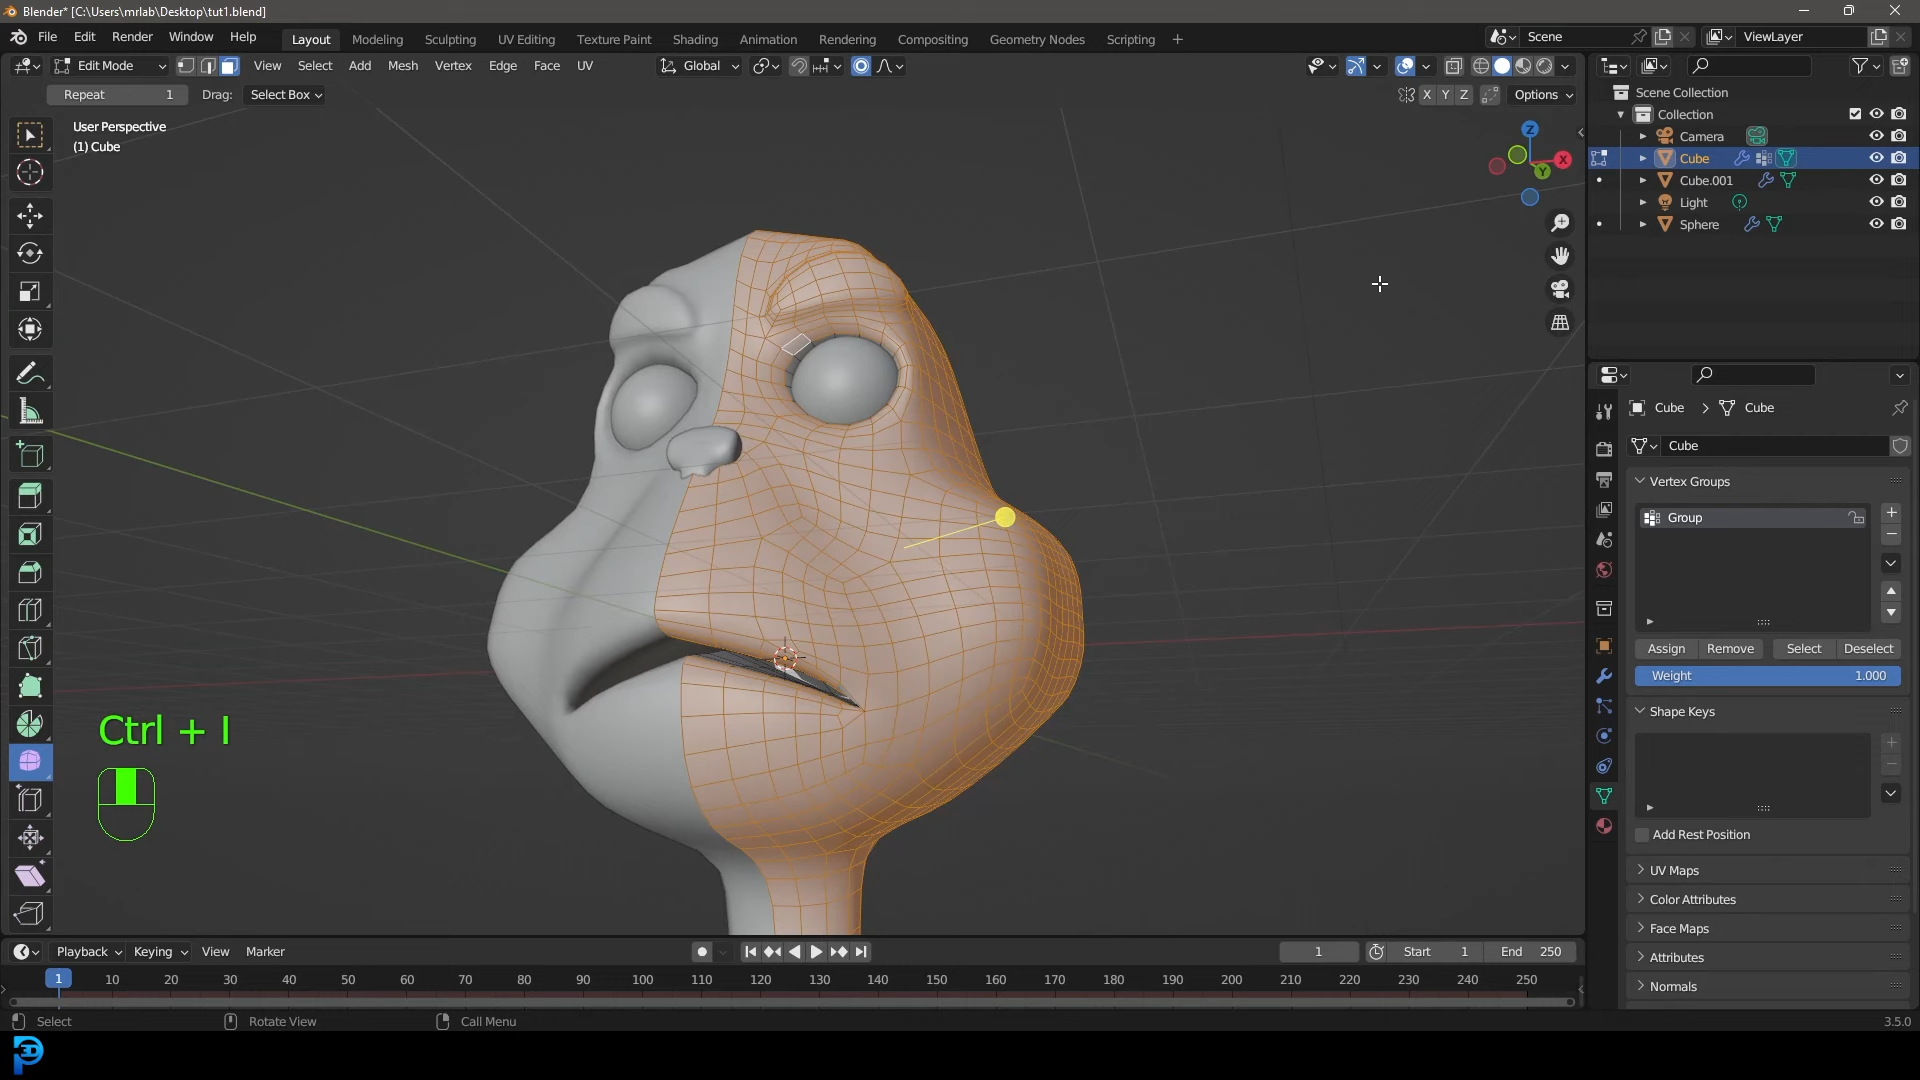 Blender* [C:\Users\mrlab\Desktop\tut1.blend]
File Edit Render Window Help Layout Modeling Sculpting UV Editing Texture Paint Shading Animation Rendering Compositing Geometry Nodes Scripting + Scene ViewLayer
Edit Mode View Select Add Mesh Vertex Edge Face UV Global
Repeat 1 Drag: Select Box X Y Z Options
User Perspective
(1) Cube
Z
X
Y
Scene Collection
Collection
Camera
Cube
Cube.001
Light
Sphere
Cube > Cube
Cube
Vertex Groups
Group
Assign Remove Select Deselect
Weight 1.000
Shape Keys
Add Rest Position
UV Maps
Color Attributes
Face Maps
Attributes
Normals
Ctrl + I
Playback Keying View Marker 1 Start 1 End 250
1 10 20 30 40 50 60 70 80 90 100 110 120 130 140 150 160 170 180 190 200 210 220 230 240 250
Select Rotate View Call Menu 3.5.0